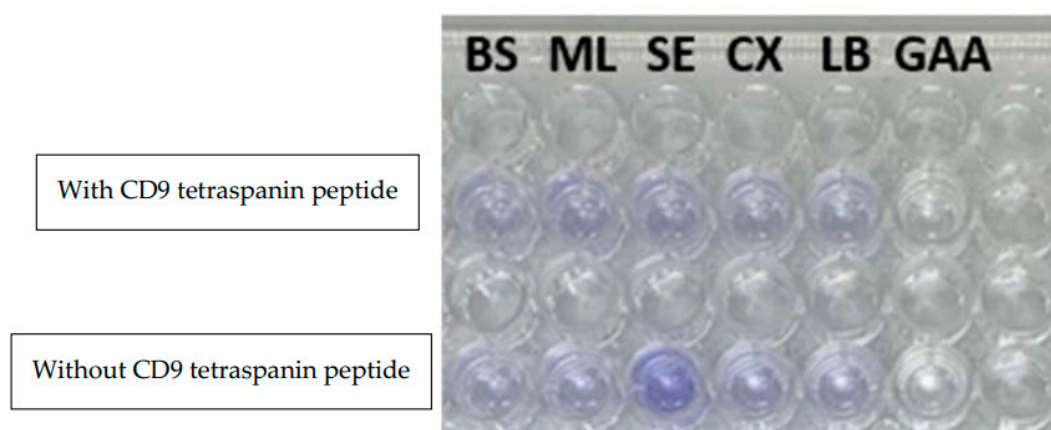 BS ML SE CX LB GAA
With CD9 tetraspanin peptide
Without CD9 tetraspanin peptide